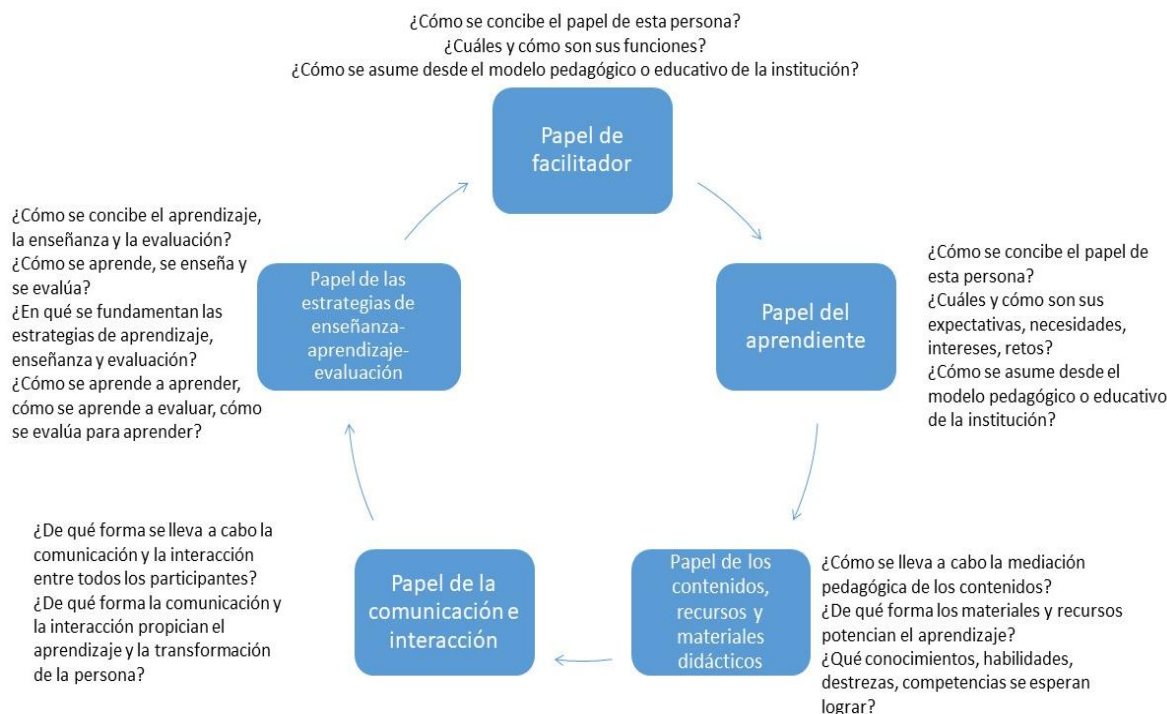 ¿Cómo se concibe el papel de esta persona?
¿Cuáles y cómo son sus funciones?
¿Cómo se asume desde el modelo pedagógico o educativo de la institución?
Papel de
facilitador
¿Cómo se concibe el papel de
esta persona?
¿Cuáles y cómo son sus
expectativas, necesidades,
intereses, retos?
¿Cómo se asume desde el
modelo pedagógico o educativo
de la institución?
Papel del
aprendiente
¿Cómo se lleva a cabo la mediación
pedagógica de los contenidos?
¿De qué forma los materiales y recursos
potencian el aprendizaje?
¿Qué conocimientos, habilidades,
destrezas, competencias se esperan
lograr?
Papel de los
contenidos,
recursos y
materiales
didácticos
¿De qué forma se lleva a cabo la
comunicación y la interacción
entre todos los participantes?
¿De qué forma la comunicación y
la interacción propician el
aprendizaje y la transformación
de la persona?
Papel de la
comunicación e
interacción
¿Cómo se concibe el aprendizaje,
la enseñanza y la evaluación?
¿Cómo se aprende, se enseña y
se evalúa?
¿En qué se fundamentan las
estrategias de aprendizaje,
enseñanza y evaluación?
¿Cómo se aprende a aprender,
cómo se aprende a evaluar, cómo
se evalúa para aprender?
Papel de las
estrategias de
enseñanza-
aprendizaje-
evaluación